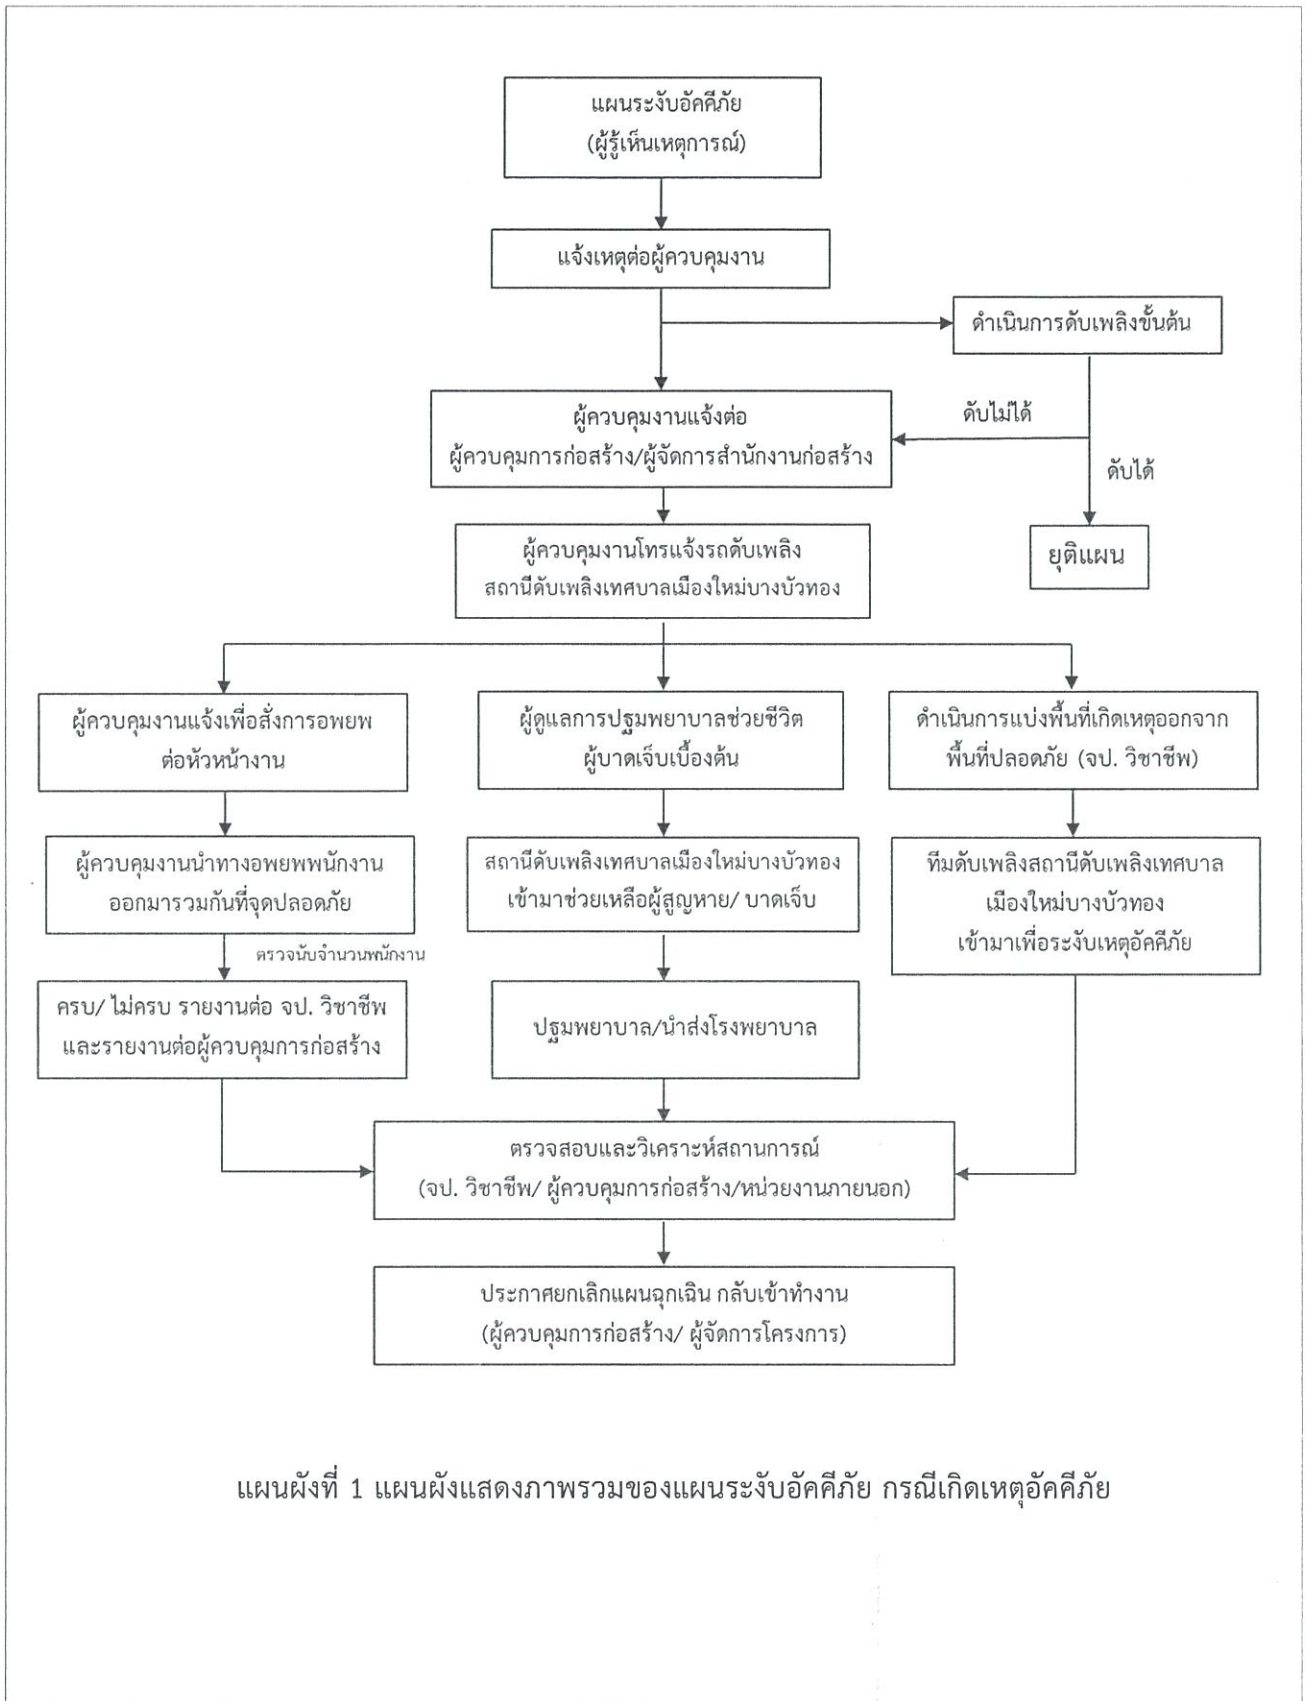 แผนระงับอัคคีภัย
(ผู้รู้เห็นเหตุการณ์)
แจ้งเหตุต่อผู้ควบคุมงาน
ดำเนินการดับเพลิงขั้นต้น
ผู้ควบคุมงานแจ้งต่อ
ผู้ควบคุมการก่อสร้าง/ผู้จัดการสำนักงานก่อสร้าง
ดับไม่ได้
ดับได้
ยุติแผน
ผู้ควบคุมงานโทรแจ้งรถดับเพลิง
สถานีดับเพลิงเทศบาลเมืองใหม่บางบัวทอง
ผู้ควบคุมงานแจ้งเพื่อสั่งการอพยพ
ต่อหัวหน้างาน
ผู้ดูแลการปฐมพยาบาลช่วยชีวิต
ผู้บาดเจ็บเบื้องต้น
ดำเนินการแบ่งพื้นที่เกิดเหตุออกจาก
พื้นที่ปลอดภัย (จป. วิชาชีพ)
ผู้ควบคุมงานนำทางอพยพพนักงาน
ออกมารวมกันที่จุดปลอดภัย
สถานีดับเพลิงเทศบาลเมืองใหม่บางบัวทอง
เข้ามาช่วยเหลือผู้สูญหาย/ บาดเจ็บ
ทีมดับเพลิงสถานีดับเพลิงเทศบาล
เมืองใหม่บางบัวทอง
เข้ามาเพื่อระงับเหตุอัคคีภัย
ตรวจนับจำนวนพนักงาน
ครบ/ ไม่ครบ รายงานต่อ จป. วิชาชีพ
และรายงานต่อผู้ควบคุมการก่อสร้าง
ปฐมพยาบาล/นำส่งโรงพยาบาล
ตรวจสอบและวิเคราะห์สถานการณ์
(จป. วิชาชีพ/ ผู้ควบคุมการก่อสร้าง/หน่วยงานภายนอก)
ประกาศยกเลิกแผนฉุกเฉิน กลับเข้าทำงาน
(ผู้ควบคุมการก่อสร้าง/ ผู้จัดการโครงการ)
แผนผังที่ 1 แผนผังแสดงภาพรวมของแผนระงับอัคคีภัย กรณีเกิดเหตุอัคคีภัย